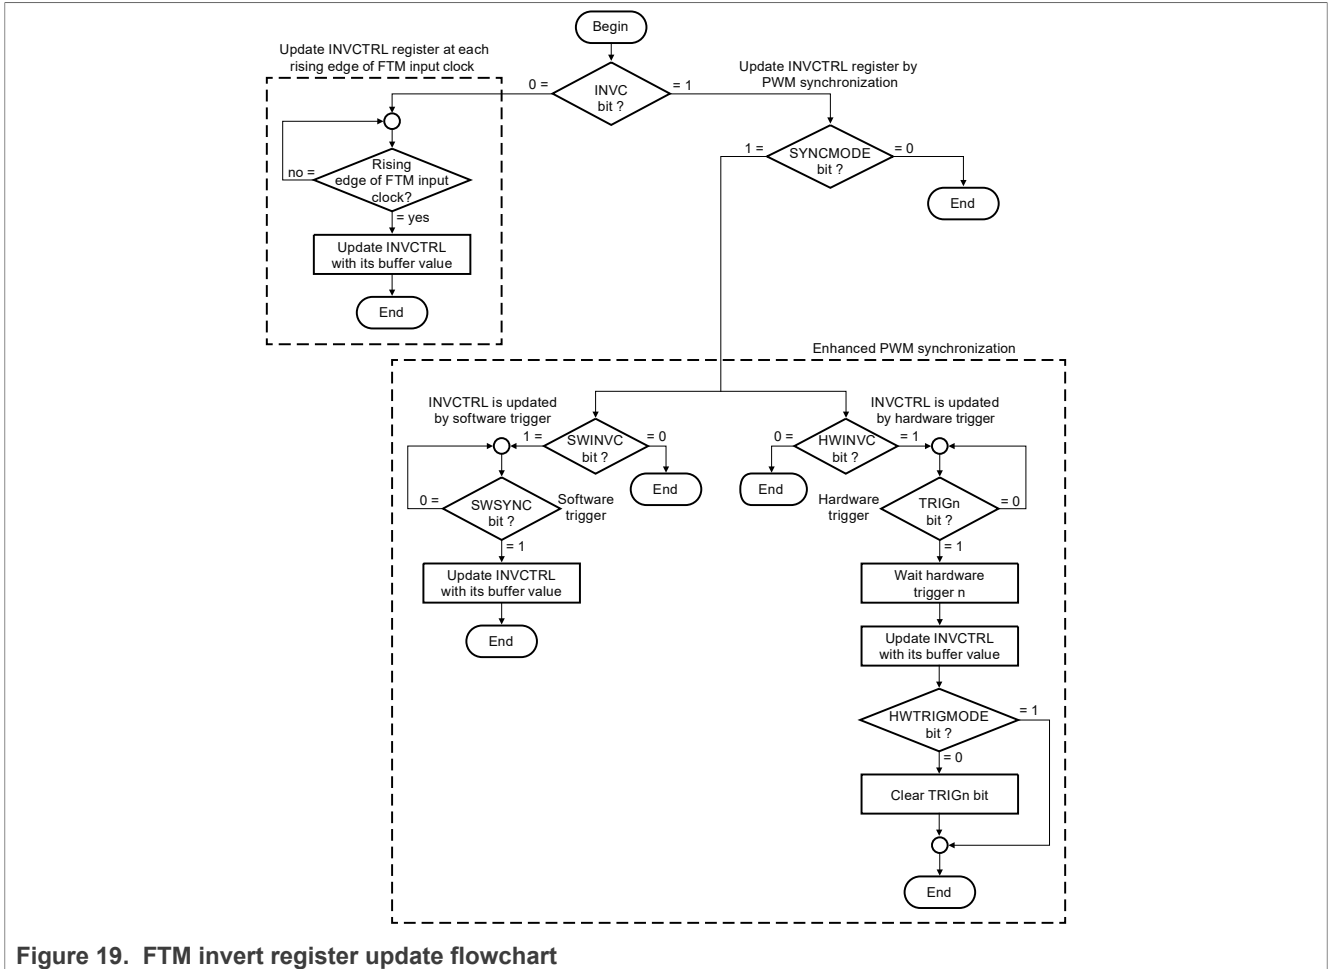 Begin
Update INVCTRL register at each
rising edge of FTM input clock
Update INVCTRL register by
PWM synchronization
0 =
INVC
bit ?
= 1
1 =
SYNCMODE
bit ?
= 0
End
no =
Rising
edge of FTM input
clock?
= yes
Update INVCTRL
with its buffer value
End
Enhanced PWM synchronization
INVCTRL is updated
by software trigger
INVCTRL is updated
by hardware trigger
1 =
SWINVC
bit ?
= 0
End
0 =
HWINVC
bit ?
= 1
End
0 =
SWSYNC
bit ?
Software
trigger
= 1
Update INVCTRL
with its buffer value
End
Hardware
trigger
TRIGn
bit ?
= 0
= 1
Wait hardware
trigger n
Update INVCTRL
with its buffer value
HWTRIGMODE
bit ?
= 1
= 0
Clear TRIGn bit
End
Figure 19. FTM invert register update flowchart